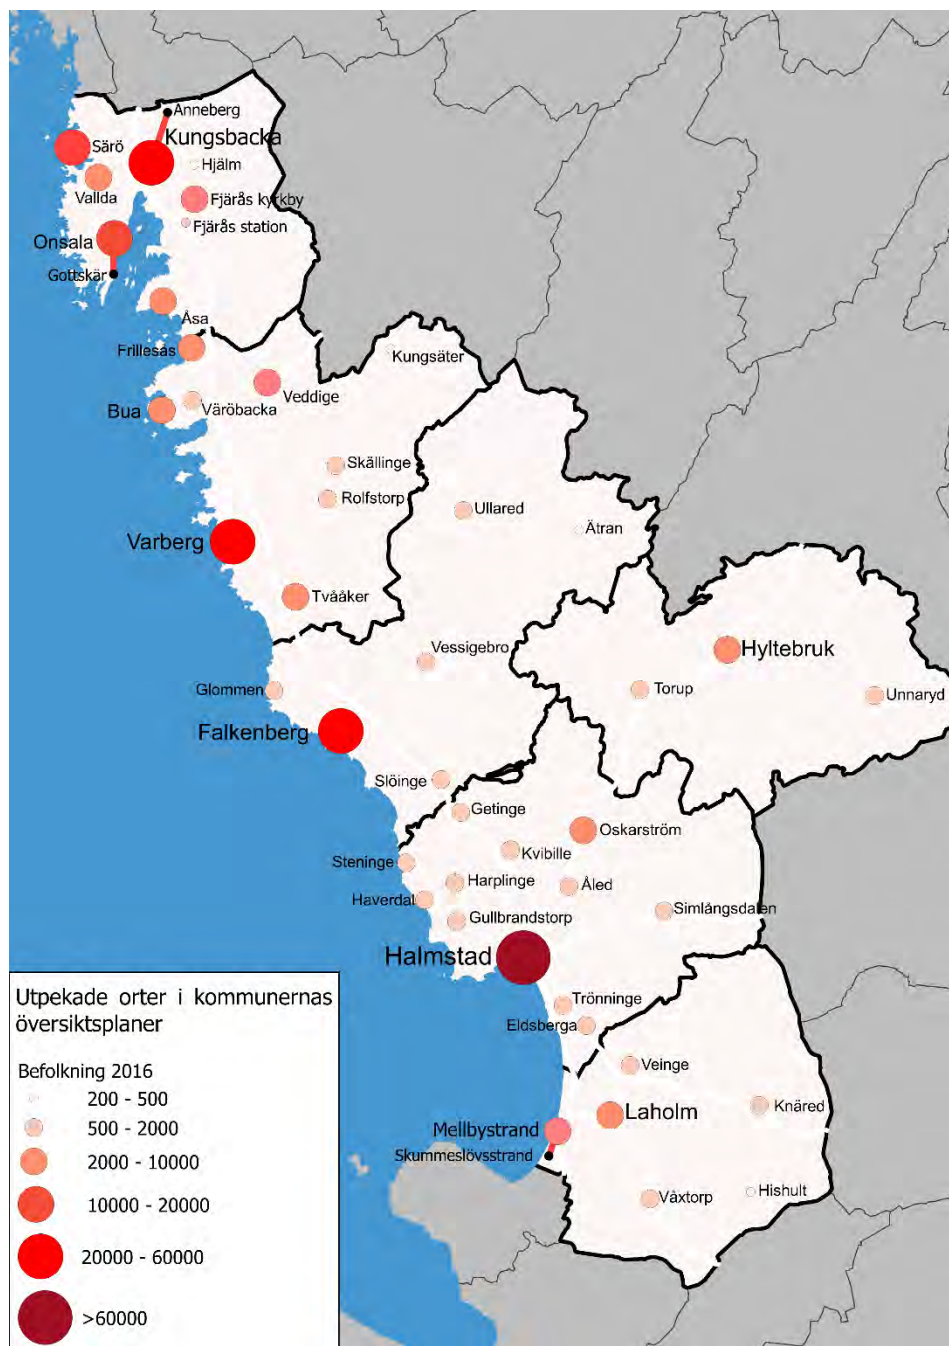 Anneberg
Kungsbacka
Särö
Hjälm
Vallda
Fjärås kyrkby
Fjärås station
Onsala
Gottskär
Åsa
Frillesås
Kungsäter
Veddige
Bua
Väröbacka
Skällinge
Rolfstorp
Ullared
Ätran
Varberg
Tvååker
Vessigebro
Hyltebruk
Glommen
Torup
Unnaryd
Falkenberg
Slöinge
Getinge
Oskarström
Kvibille
Steninge
Harplinge
Åled
Haverdal
Simlångsdalen
Gullbrandstorp
Halmstad
Trönninge
Eldsberga
Veinge
Knäred
Laholm
Mellbystrand
Skummeslövsstrand
Hishult
Våxtorp
Utpekade orter i kommunernas
översiktsplaner
Befolkning 2016
200 - 500
500 - 2000
2000 - 10000
10000 - 20000
20000 - 60000
>60000